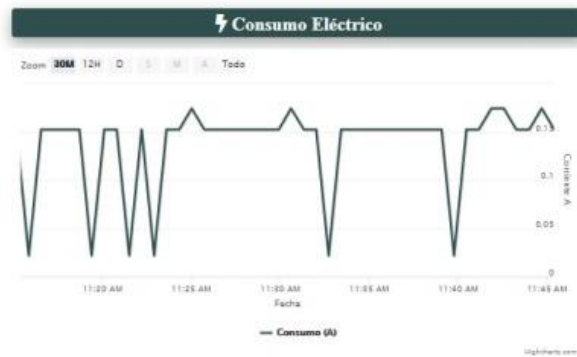 Consumo Eléctrico
Zoom 30M 12H D S M A Todo
0.15
0.1
0.05
0
Corriente A
11:20 AM 11:25 AM 11:30 AM 11:35 AM 11:40 AM 11:45 AM
Fecha
Consumo (A)
Highcharts.com